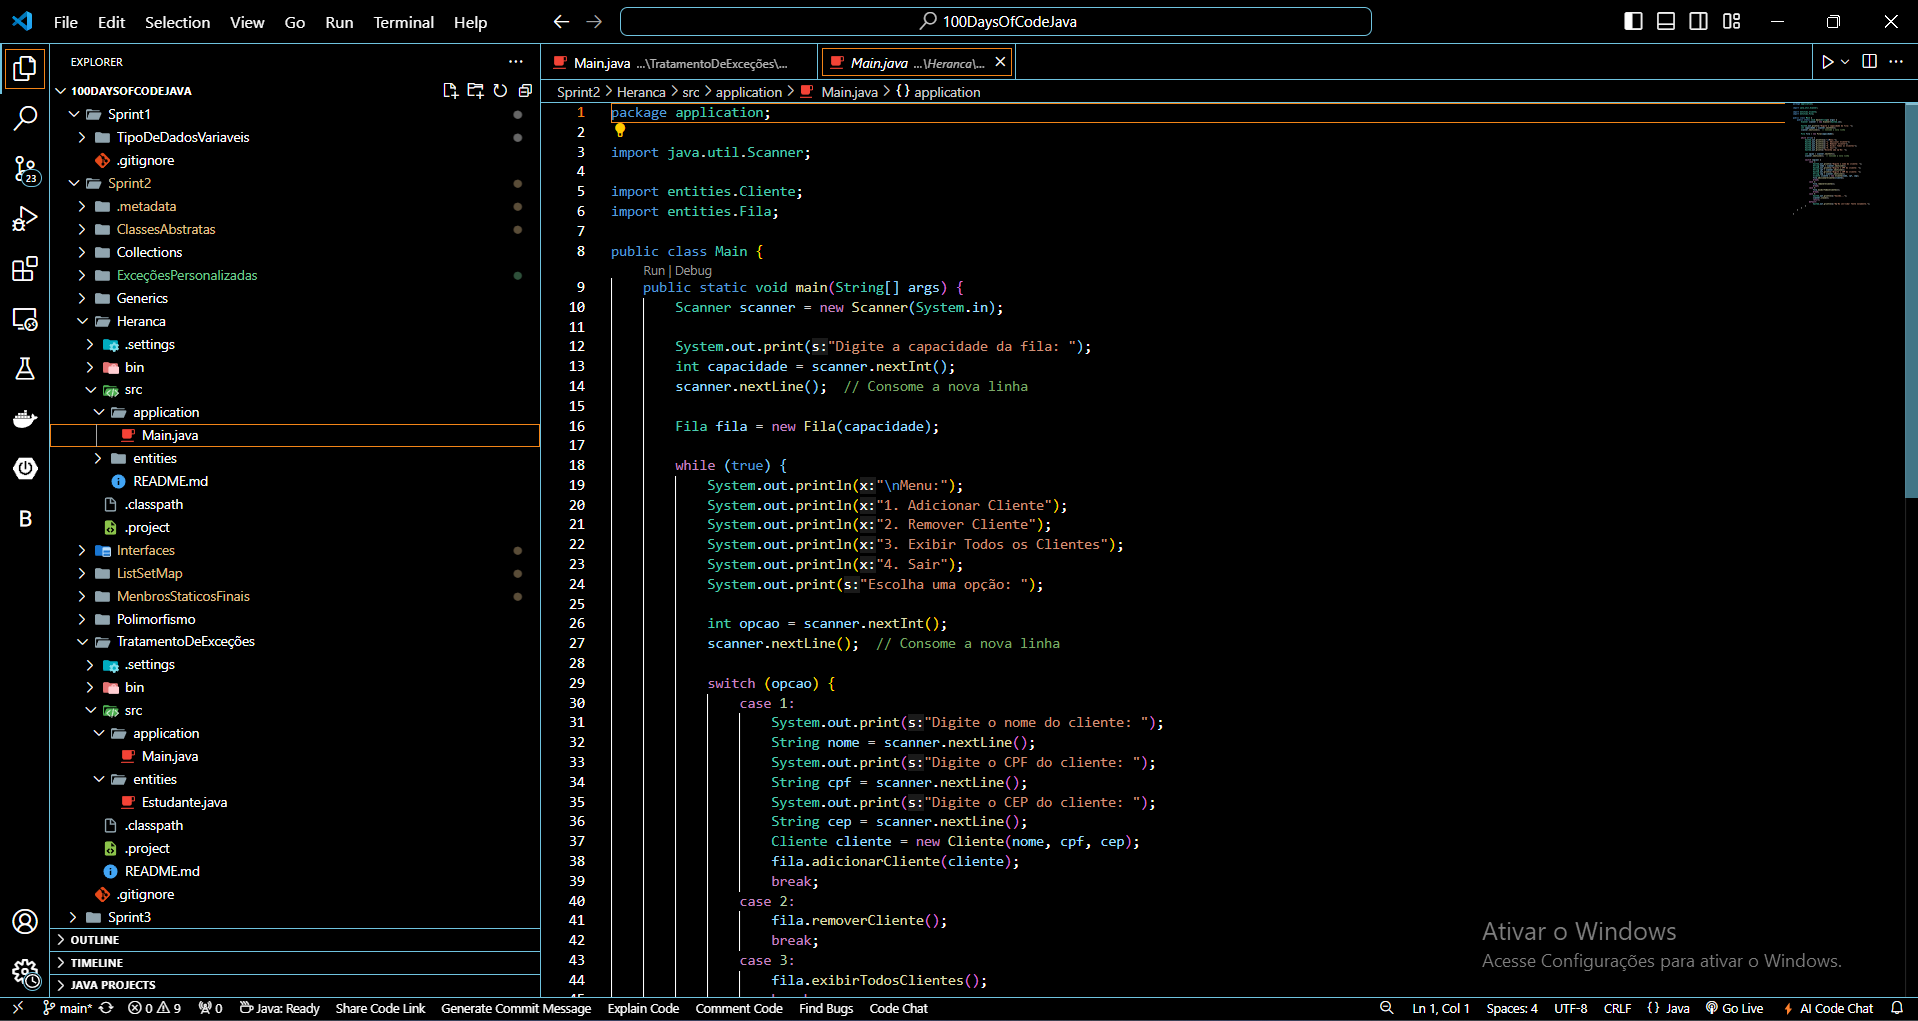 File Edit Selection View Go Run Terminal Help
100DaysOfCodeJava
EXPLORER
100DAYSOFCODEJAVA
Sprint1
TipoDeDadosVariaveis
.gitignore
Sprint2
.metadata
ClassesAbstratas
Collections
ExceçõesPersonalizadas
Generics
Heranca
.settings
bin
src
application
Main.java
entities
README.md
.classpath
.project
Interfaces
ListSetMap
MenbrosStaticosFinais
Polimorfismo
TratamentoDeExceções
.settings
bin
src
application
Main.java
entities
Estudante.java
.classpath
.project
README.md
.gitignore
Sprint3
OUTLINE
TIMELINE
JAVA PROJECTS
23
B
Main.java ...\TratamentoDeExceções\...
Main.java ...\Heranca\...
Sprint2 > Heranca > src > application > Main.java > {} application
1 package application;
2
3 import java.util.Scanner;
4
5 import entities.Cliente;
6 import entities.Fila;
7
8 public class Main {
Run | Debug
9 public static void main(String[] args) {
10 Scanner scanner = new Scanner(System.in);
11
12 System.out.print(s:"Digite a capacidade da fila: ");
13 int capacidade = scanner.nextInt();
14 scanner.nextLine(); // Consome a nova linha
15
16 Fila fila = new Fila(capacidade);
17
18 while (true) {
19 System.out.println(x:"\nMenu:");
20 System.out.println(x:"1. Adicionar Cliente");
21 System.out.println(x:"2. Remover Cliente");
22 System.out.println(x:"3. Exibir Todos os Clientes");
23 System.out.println(x:"4. Sair");
24 System.out.print(s:"Escolha uma opção: ");
25
26 int opcao = scanner.nextInt();
27 scanner.nextLine(); // Consome a nova linha
28
29 switch (opcao) {
30 case 1:
31 System.out.print(s:"Digite o nome do cliente: ");
32 String nome = scanner.nextLine();
33 System.out.print(s:"Digite o CPF do cliente: ");
34 String cpf = scanner.nextLine();
35 System.out.print(s:"Digite o CEP do cliente: ");
36 String cep = scanner.nextLine();
37 Cliente cliente = new Cliente(nome, cpf, cep);
38 fila.adicionarCliente(cliente);
39 break;
40 case 2:
41 fila.removerCliente();
42 break;
43 case 3:
44 fila.exibirTodosClientes();
Ativar o Windows
Acesse Configurações para ativar o Windows.
main* 0 9 0 Java: Ready Share Code Link Generate Commit Message Explain Code Comment Code Find Bugs Code Chat Ln 1, Col 1 Spaces: 4 UTF-8 CRLF {} Java Go Live AI Code Chat